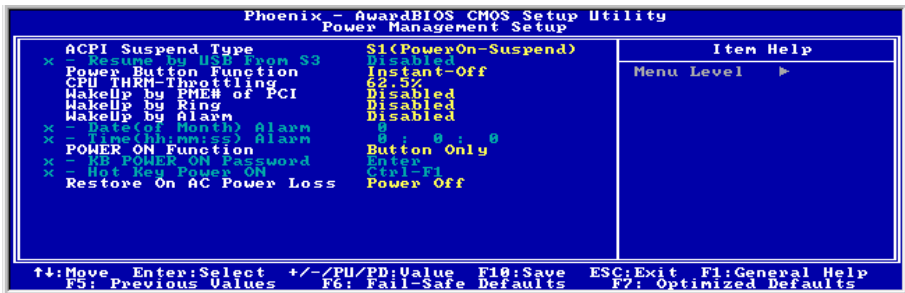 Phoenix - AwardBIOS CMOS Setup Utility
Power Management Setup
ACPI Suspend Type S1(PowerOn-Suspend)
x - Resume by USB From S3 Disabled
Power Button Function Instant-Off
CPU THRM-Throttling 62.5%
WakeUp by PME# of PCI Disabled
WakeUp by Ring Disabled
WakeUp by Alarm Disabled
x - Date(of Month) Alarm 0
x - Time(hh:mm:ss) Alarm 0 : 0 : 0
POWER ON Function Button Only
x - KB POWER ON Password Enter
x - Hot Key Power ON Ctrl-F1
Restore On AC Power Loss Power Off
Item Help
Menu Level ►
↑↓:Move Enter:Select +/-/PU/PD:Value F10:Save ESC:Exit F1:General Help
F5: Previous Values F6: Fail-Safe Defaults F7: Optimized Defaults